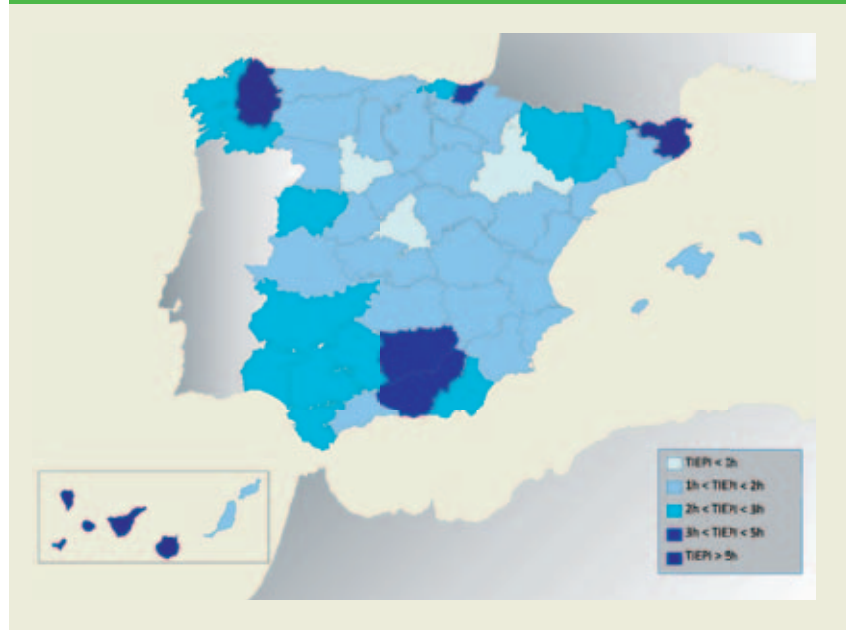 TIEPI < 1h
1h < TIEPI < 2h
2h < TIEPI < 3h
3h < TIEPI < 5h
TIEPI > 5h